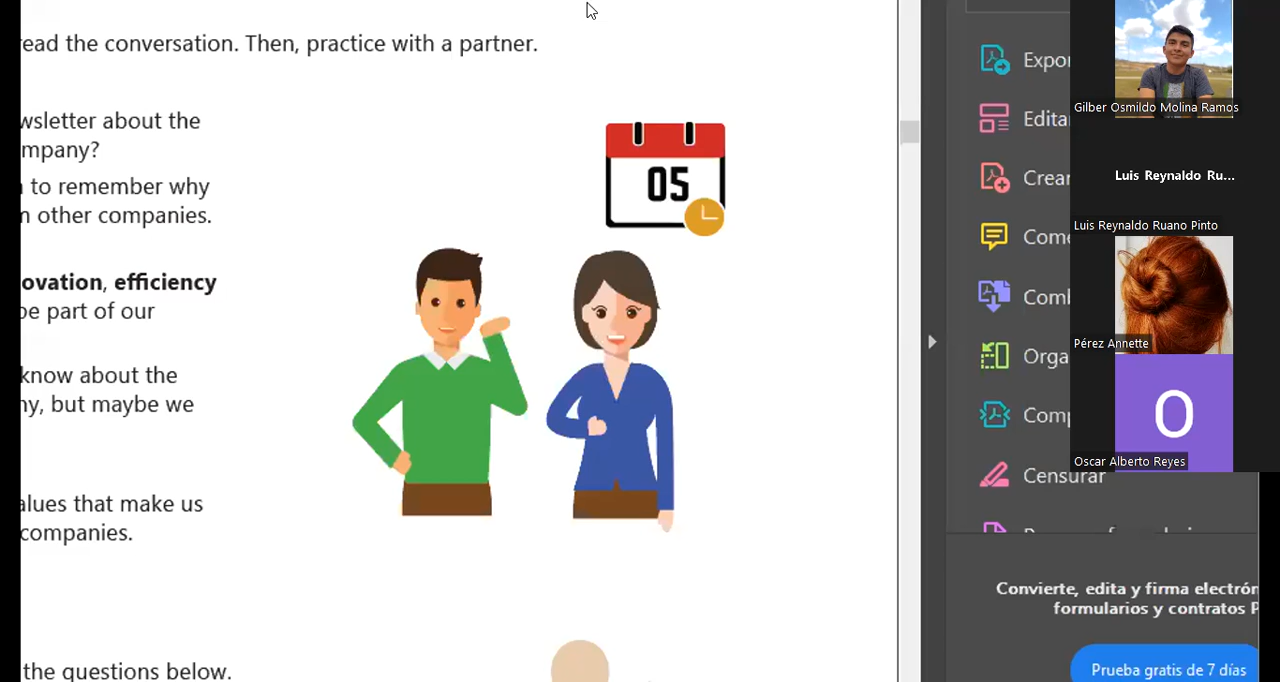 read the conversation. Then, practice with a partner.
wsletter about the
mpany?
to remember why
other companies.
ovation, efficiency
be part of our
know about the
ny, but maybe we
alues that make us
companies.
the questions below.
05
Expor
Edita
Crear
Come
Comb
Orga
Comp
Censurar
Convierte, edita y firma electrón
formularios y contratos P
Prueba gratis de 7 días
Gilber Osmildo Molina Ramos
Luis Reynaldo Ru...
Luis Reynaldo Ruano Pinto
Pérez Annette
O
Oscar Alberto Reyes